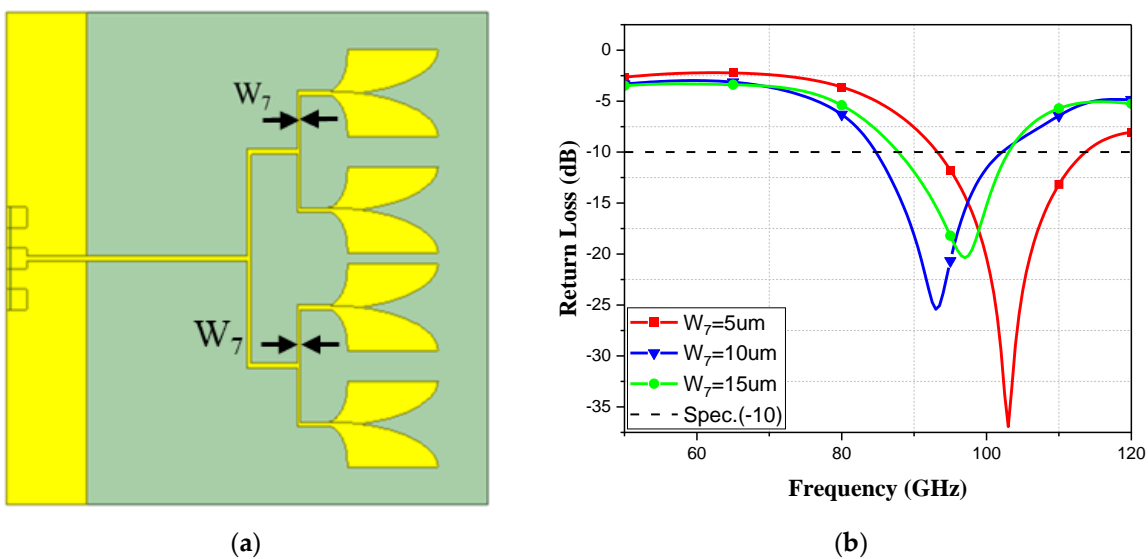 W₇
W₇
(a)
Return Loss (dB)
0
-5
-10
-15
-20
-25
-30
-35
W₇=5um
W₇=10um
W₇=15um
Spec.(-10)
60
80
100
120
Frequency (GHz)
(b)